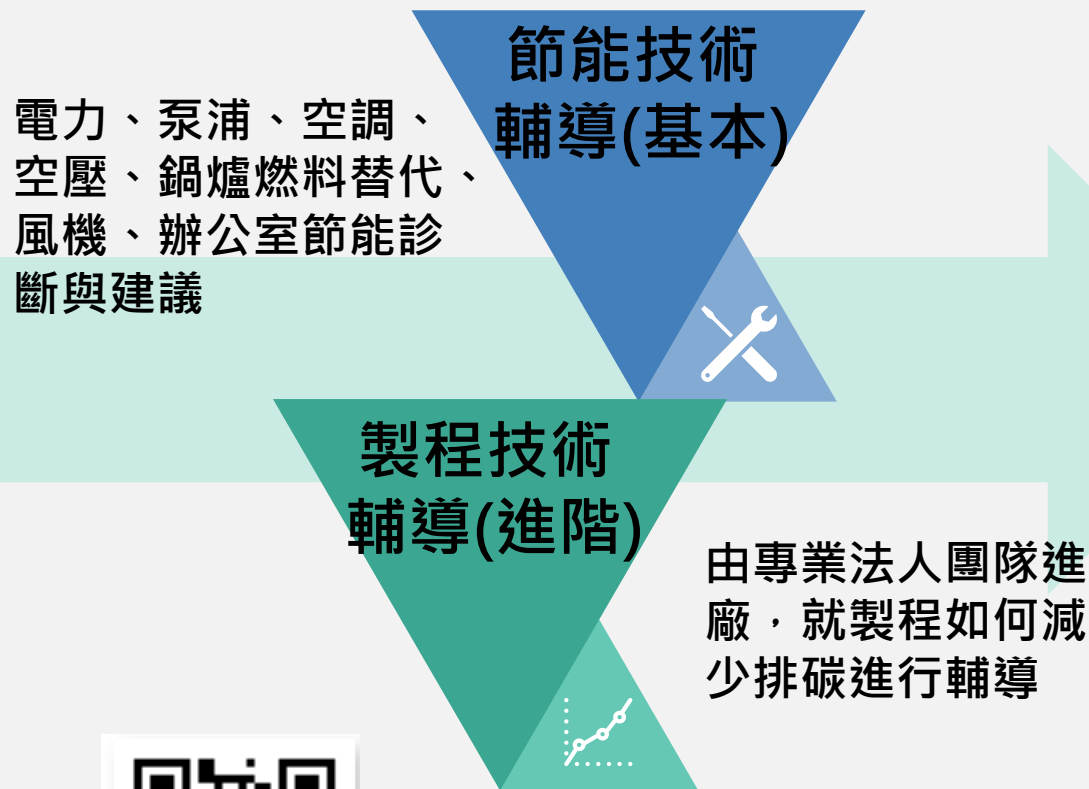 節能技術
輔導(基本)
電力、泵浦、空調、
空壓、鍋爐燃料替代、
風機、辦公室節能診
斷與建議
製程技術
輔導(進階)
由專業法人團隊進
廠，就製程如何減
少排碳進行輔導